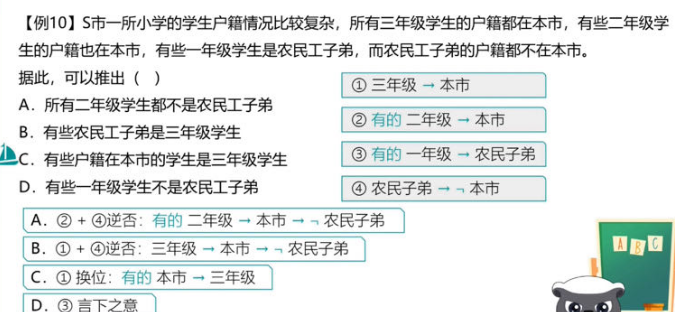 【例10】S市一所小学的学生户籍情况比较复杂，所有三年级学生的户籍都在本市，有些二年级学
生的户籍也在本市，有些一年级学生是农民工子弟，而农民工子弟的户籍都不在本市。
据此，可以推出（ ）
A．所有二年级学生都不是农民工子弟
B．有些农民工子弟是三年级学生
C．有些户籍在本市的学生是三年级学生
D．有些一年级学生不是农民工子弟
① 三年级 → 本市
② 有的 二年级 → 本市
③ 有的 一年级 → 农民子弟
④ 农民子弟 → ¬ 本市
A．② + ④逆否：有的 二年级 → 本市 → ¬ 农民子弟
B．① + ④逆否：三年级 → 本市 → ¬ 农民子弟
C．① 换位：有的 本市 → 三年级
D．③ 言下之意
A B C